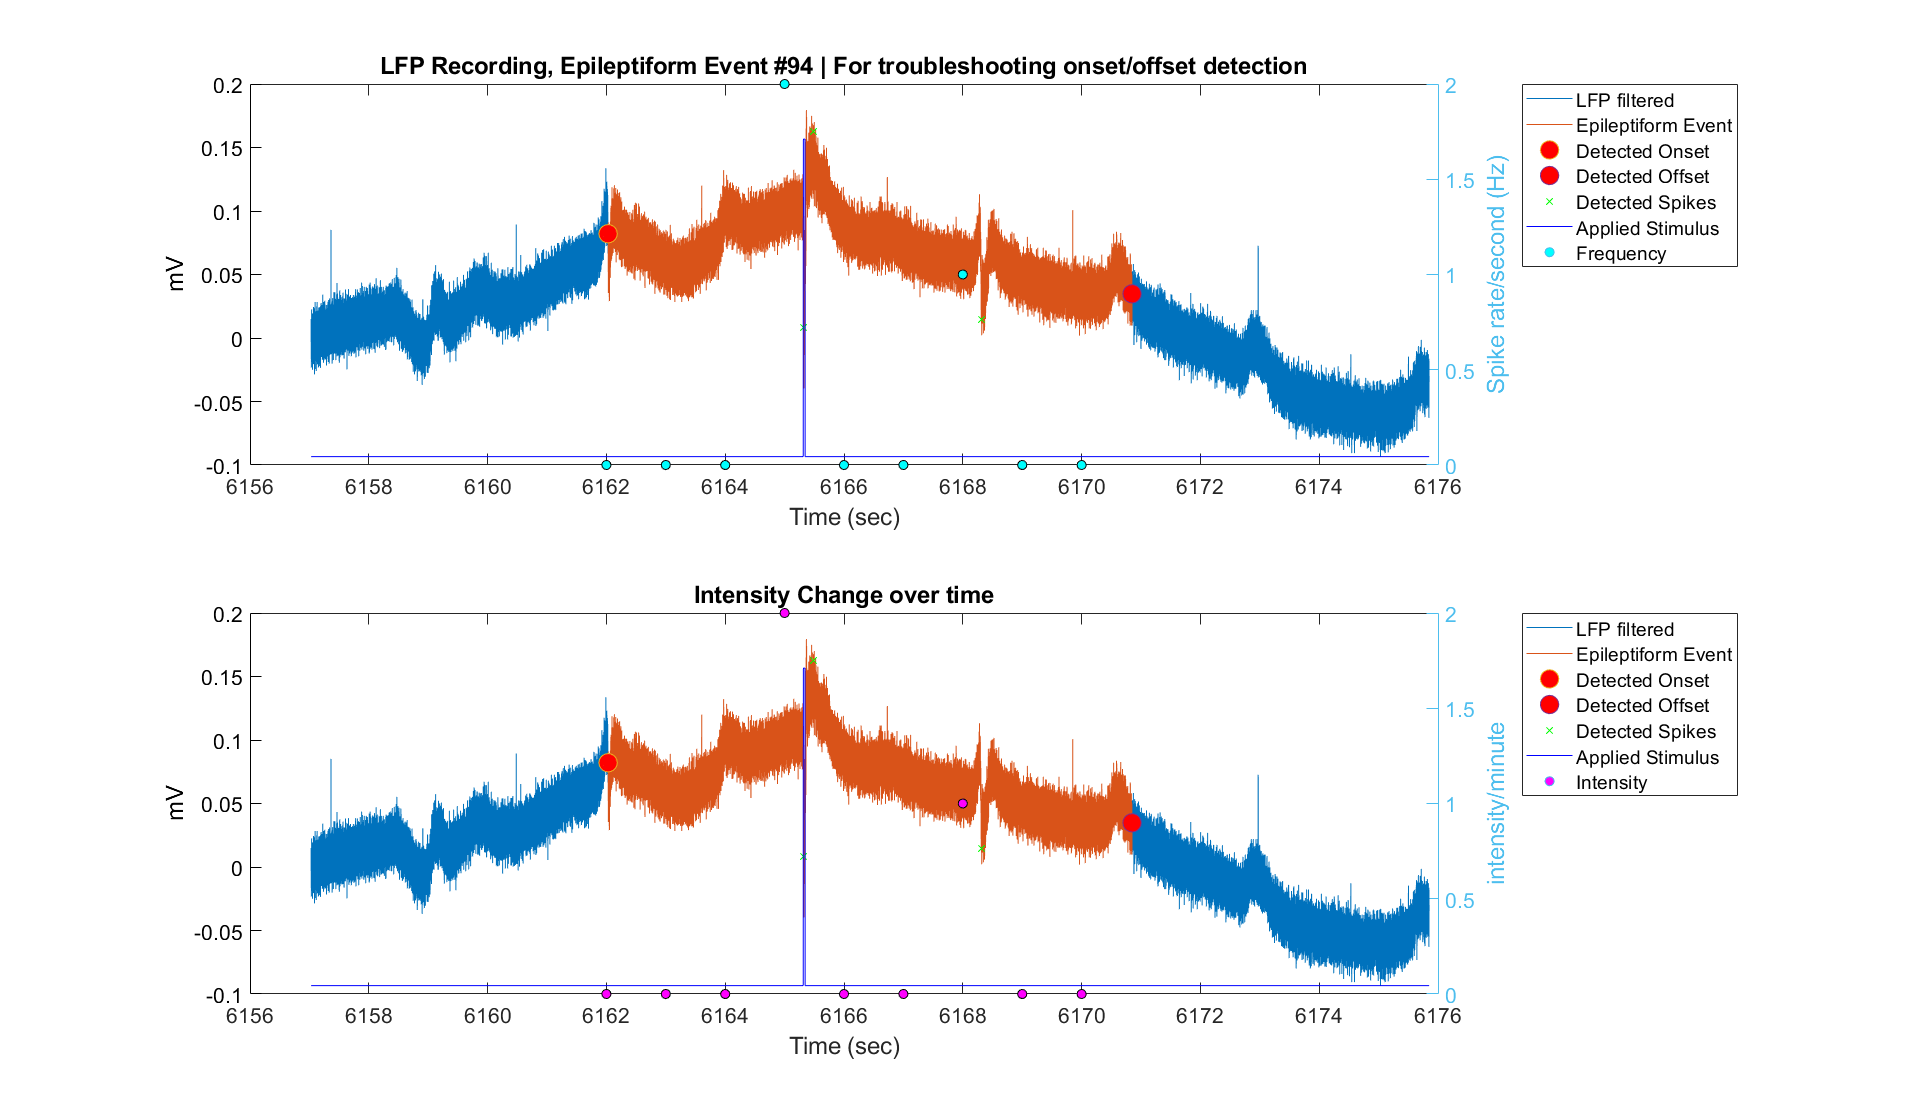 LFP Recording, Epileptiform Event #94 | For troubleshooting onset/offset detection
0.2
0.15
0.1
0.05
0
-0.05
-0.1
mV
6156 6158 6160 6162 6164 6166 6168 6170 6172 6174 6176
Time (sec)
2
1.5
1
0.5
0
Spike rate/second (Hz)
LFP filtered
Epileptiform Event
Detected Onset
Detected Offset
Detected Spikes
Applied Stimulus
Frequency
Intensity Change over time
0.2
0.15
0.1
0.05
0
-0.05
-0.1
mV
6156 6158 6160 6162 6164 6166 6168 6170 6172 6174 6176
Time (sec)
2
1.5
1
0.5
0
intensity/minute
LFP filtered
Epileptiform Event
Detected Onset
Detected Offset
Detected Spikes
Applied Stimulus
Intensity